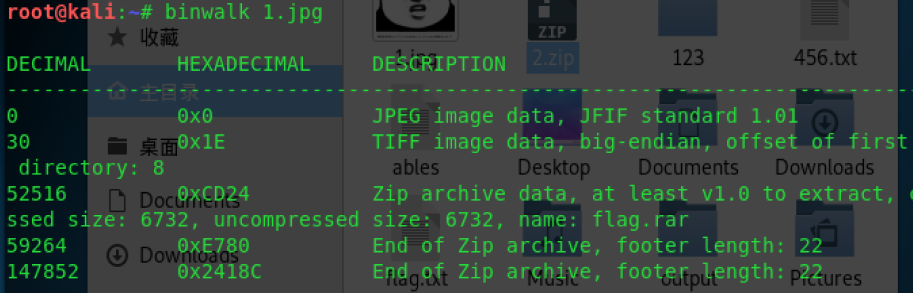 root@kali:~# binwalk 1.jpg
收藏
ZIP
1.jpg 2.zip 123 456.txt
DECIMAL HEXADECIMAL DESCRIPTION
--------------------------------------------------------------------------------
主目录
0 0x0 JPEG image data, JFIF standard 1.01
30 0x1E TIFF image data, big-endian, offset of first
directory: 8
桌面
ables Desktop Documents Downloads
52516 0xCD24 Zip archive data, at least v1.0 to extract,
Documents
ssed size: 6732, uncompressed size: 6732, name: flag.rar
59264 0xE780 End of Zip archive, footer length: 22
Downloads
147852 0x2418C End of Zip archive, footer length: 22
flag.txt Music output Pictures